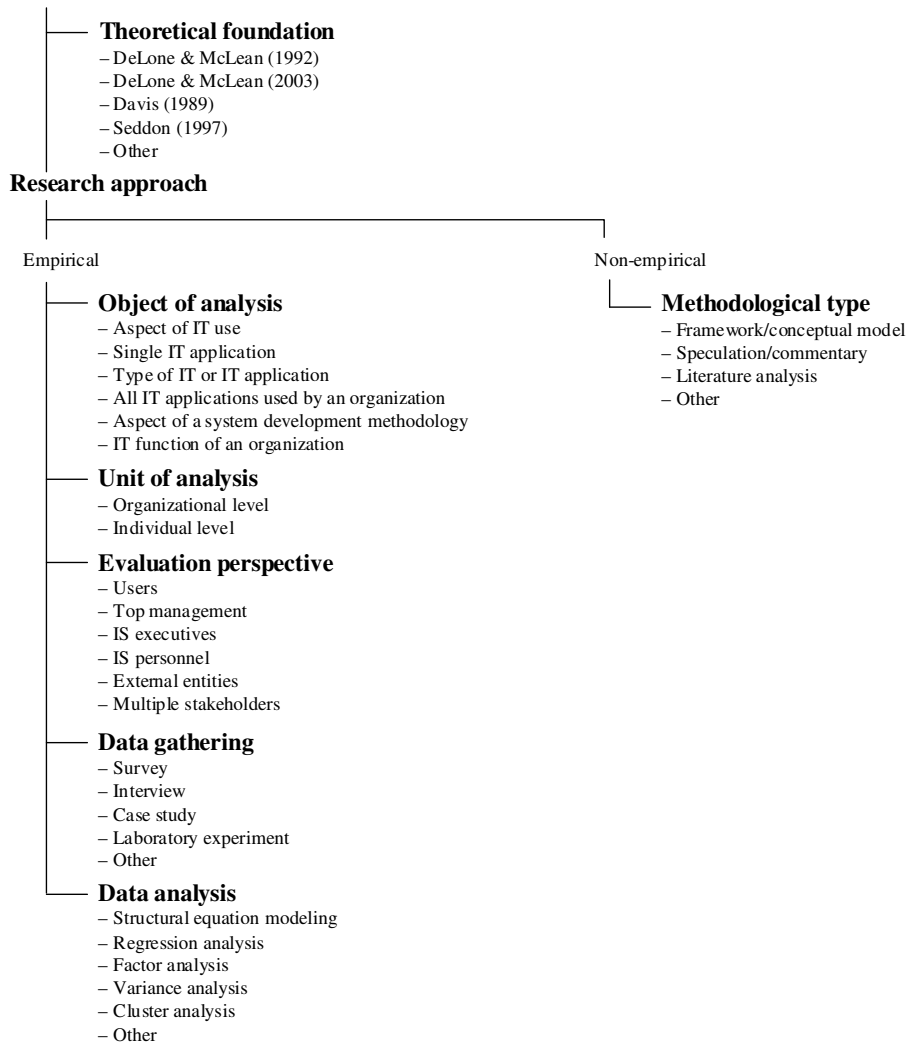 Theoretical foundation
– DeLone & McLean (1992)
– DeLone & McLean (2003)
– Davis (1989)
– Seddon (1997)
– Other
Research approach
Empirical
Object of analysis
– Aspect of IT use
– Single IT application
– Type of IT or IT application
– All IT applications used by an organization
– Aspect of a system development methodology
– IT function of an organization
Unit of analysis
– Organizational level
– Individual level
Evaluation perspective
– Users
– Top management
– IS executives
– IS personnel
– External entities
– Multiple stakeholders
Data gathering
– Survey
– Interview
– Case study
– Laboratory experiment
– Other
Data analysis
– Structural equation modeling
– Regression analysis
– Factor analysis
– Variance analysis
– Cluster analysis
– Other
Non-empirical
Methodological type
– Framework/conceptual model
– Speculation/commentary
– Literature analysis
– Other